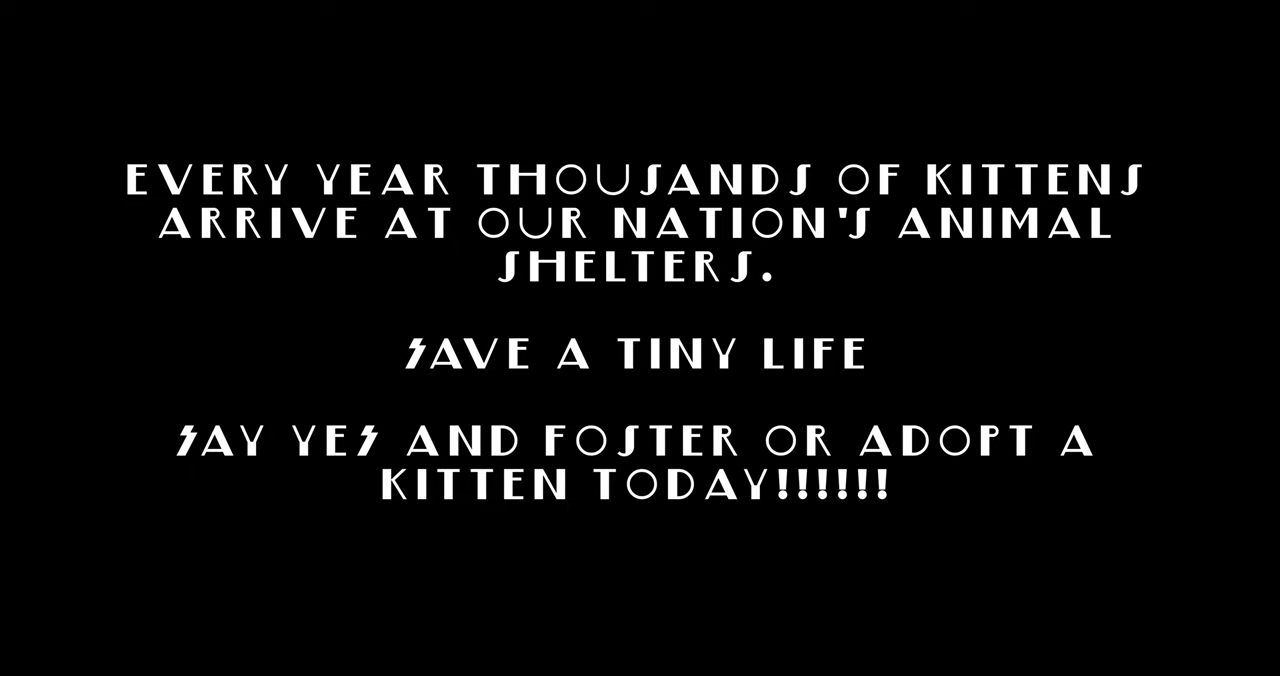 EVERY YEAR THOUSANDS OF KITTENS
ARRIVE AT OUR NATION'S ANIMAL
SHELTERS.
SAVE A TINY LIFE
SAY YES AND FOSTER OR ADOPT A
KITTEN TODAY!!!!!!